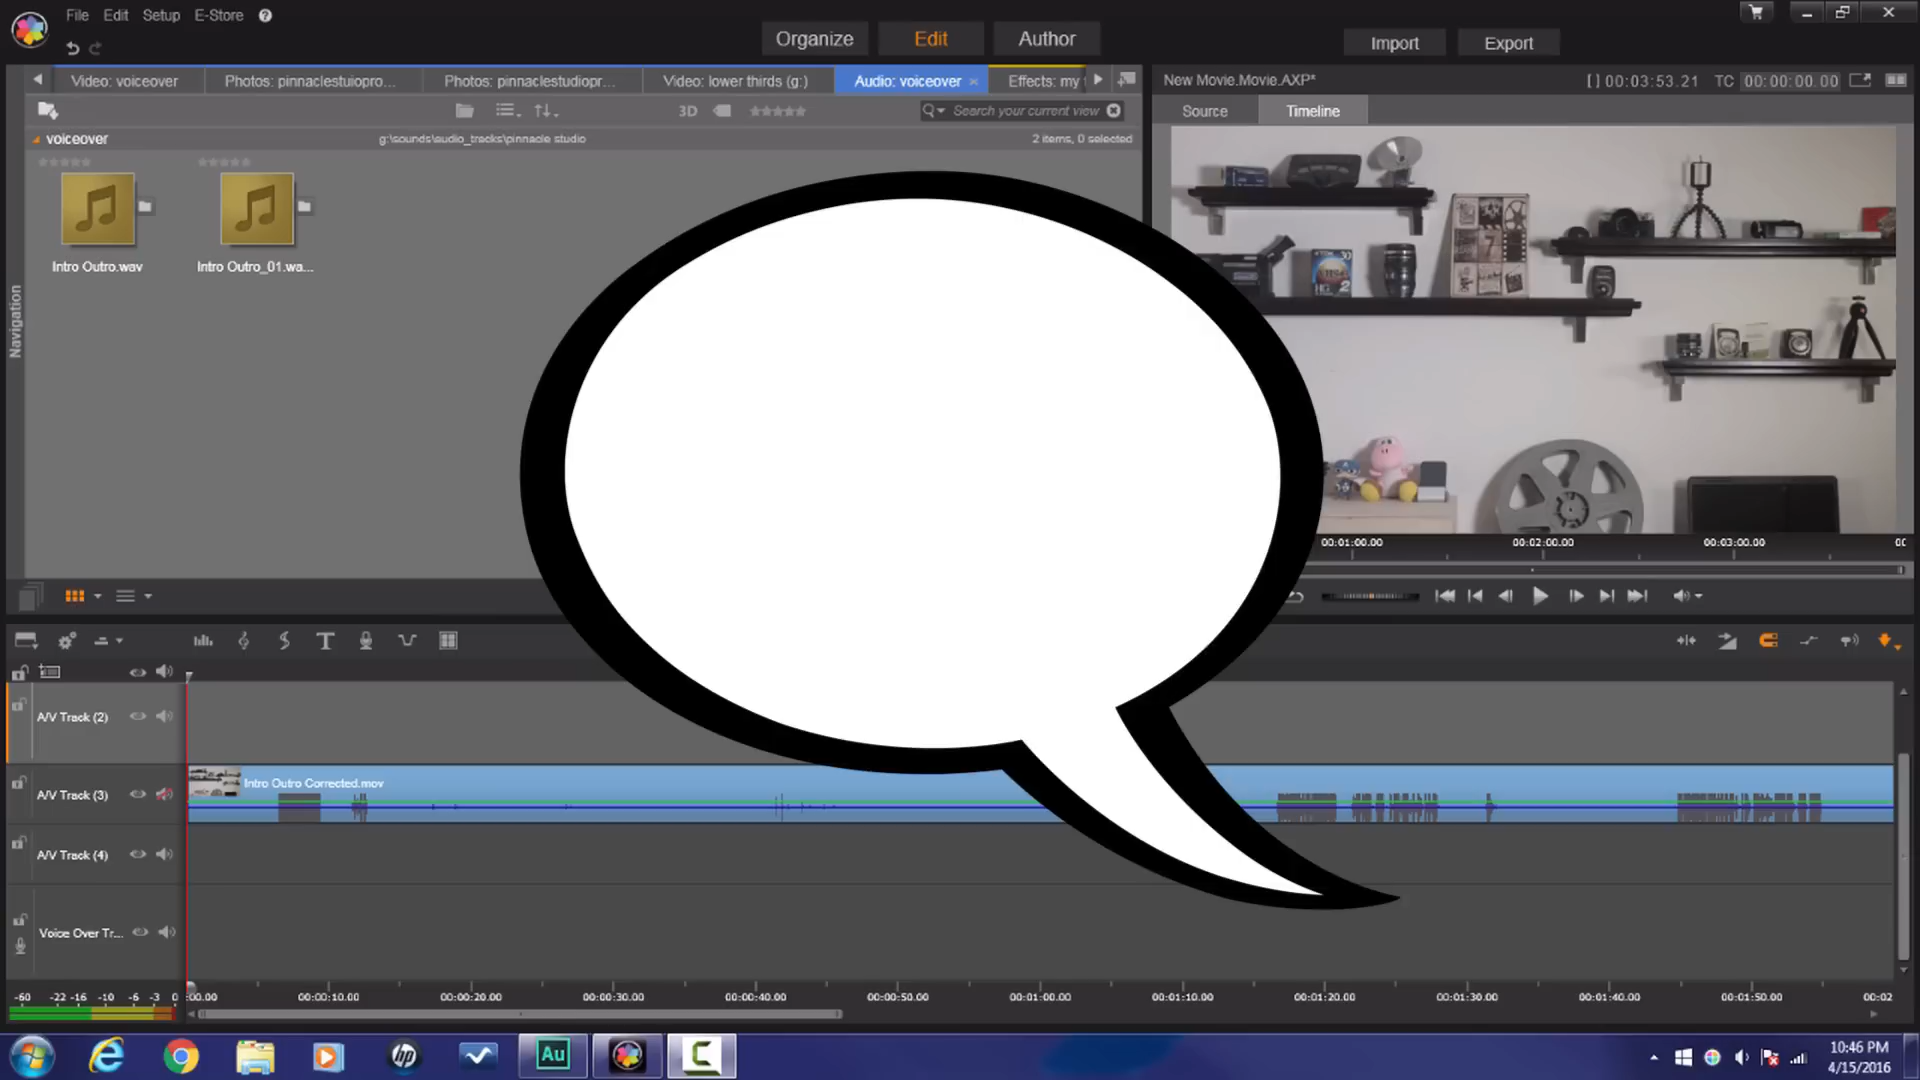 File Edit Setup E-Store ?
Organize Edit Author
Import Export
Video: voiceover
Photos: pinnaclestuiopro...
Photos: pinnaclestudiopr...
Video: lower thirds (g:)
Audio: voiceover ×
Effects: my
New Movie.Movie.AXP*
[ ] 00:03:53.21 TC 00:00:00.00
3D
Search your current view
Source Timeline
voiceover
g:\sounds\audio_tracks\pinnacle studio
2 items, 0 selected
Intro Outro.wav
Intro Outro_01.wa...
Navigation
00:01:00.00 00:02:00.00 00:03:00.00
A/V Track (2)
A/V Track (3)
Intro Outro Corrected.mov
A/V Track (4)
Voice Over Tr...
-60 -22 -16 -10 -6 -3 0
:00.00 00:00:10.00 00:00:20.00 00:00:30.00 00:00:40.00 00:00:50.00 00:01:00.00 00:01:10.00 00:01:20.00 00:01:30.00 00:01:40.00 00:01:50.00 00:02
hp
Au
C
10:46 PM
4/15/2016